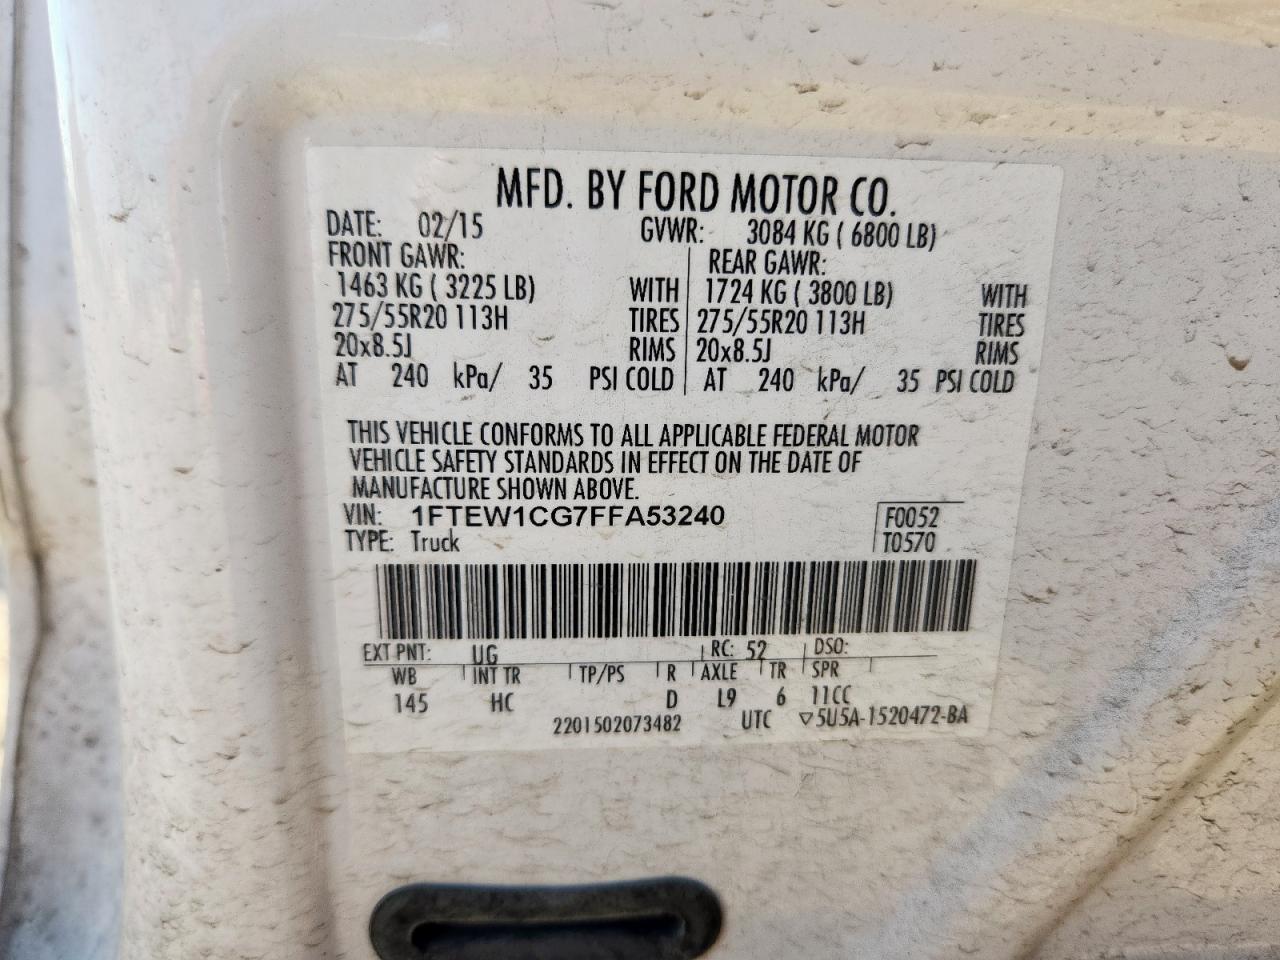 MFD. BY FORD MOTOR CO.
DATE: 02/15 GVWR: 3084 KG ( 6800 LB)
FRONT GAWR: REAR GAWR:
1463 KG ( 3225 LB) WITH 1724 KG ( 3800 LB) WITH
275/55R20 113H TIRES 275/55R20 113H TIRES
20x8.5J RIMS 20x8.5J RIMS
AT 240 kPa/ 35 PSI COLD AT 240 kPa/ 35 PSI COLD
THIS VEHICLE CONFORMS TO ALL APPLICABLE FEDERAL MOTOR
VEHICLE SAFETY STANDARDS IN EFFECT ON THE DATE OF
MANUFACTURE SHOWN ABOVE.
VIN: 1FTEW1CG7FFA53240 F0052
TYPE: Truck T0570
EXT PNT: UG RC: 52 DSO:
WB INT TR TP/PS R AXLE TR SPR
145 HC D L9 6 11CC
2201502073482 UTC ▽5U5A-1520472-BA